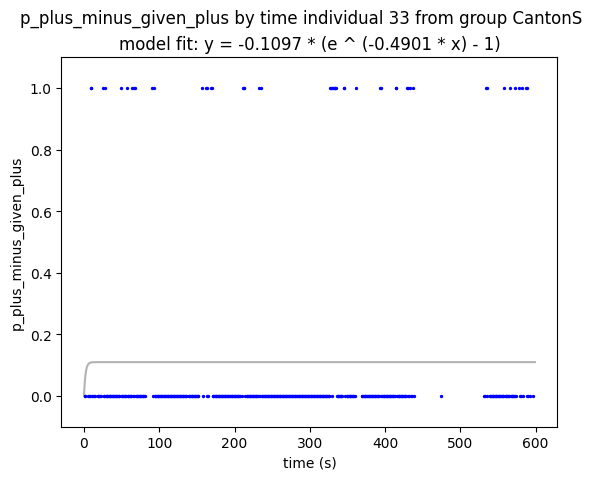 p_plus_minus_given_plus by time individual 33 from group CantonS
model fit: y = -0.1097 * (e ^ (-0.4901 * x) - 1)
1.0
0.8
0.6
0.4
0.2
0.0
p_plus_minus_given_plus
0 100 200 300 400 500 600
time (s)